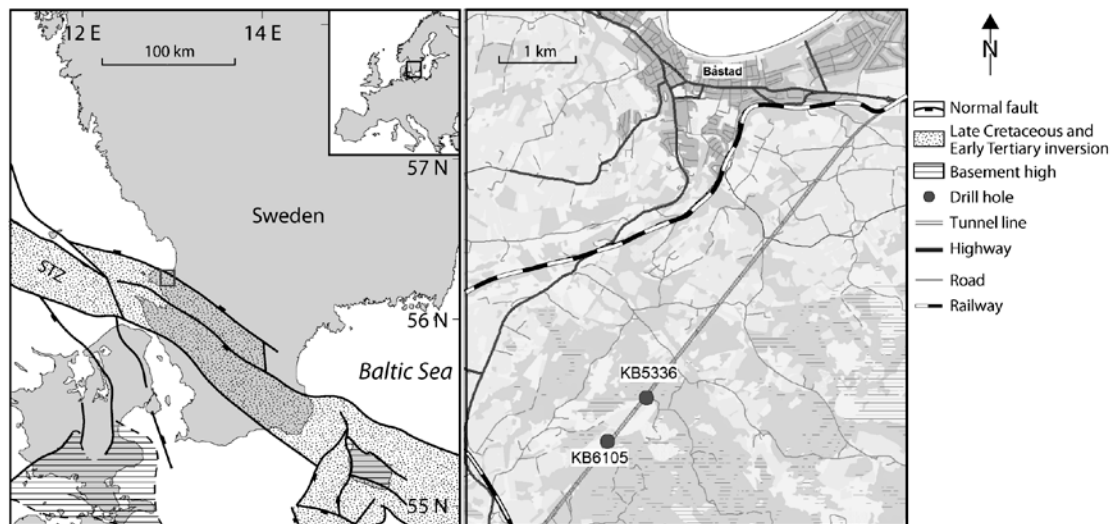 12 E
14 E
100 km
57 N
Sweden
STZ
56 N
Baltic Sea
55 N
1 km
Båstad
KB5336
KB6105
N
Normal fault
Late Cretaceous and
Early Tertiary inversion
Basement high
Drill hole
Tunnel line
Highway
Road
Railway